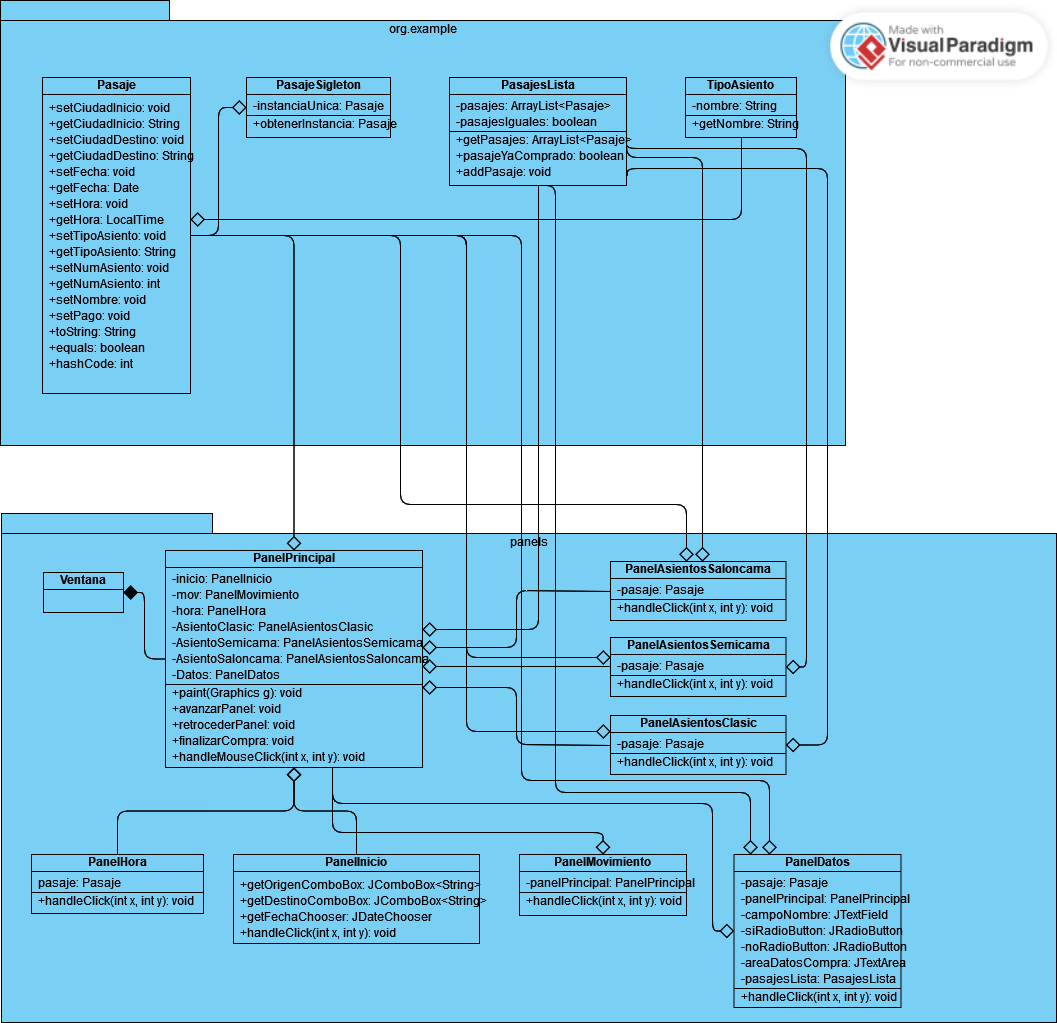 org.example
Made with
Visual Paradigm
For non-commercial use
Pasaje
+setCiudadInicio: void
+getCiudadInicio: String
+setCiudadDestino: void
+getCiudadDestino: String
+setFecha: void
+getFecha: Date
+setHora: void
+getHora: LocalTime
+setTipoAsiento: void
+getTipoAsiento: String
+setNumAsiento: void
+getNumAsiento: int
+setNombre: void
+setPago: void
+toString: String
+equals: boolean
+hashCode: int
PasajeSigleton
-instanciaUnica: Pasaje
+obtenerInstancia: Pasaje
PasajesLista
-pasajes: ArrayList<Pasaje>
-pasajesIguales: boolean
+getPasajes: ArrayList<Pasaje>
+pasajeYaComprado: boolean
+addPasaje: void
TipoAsiento
-nombre: String
+getNombre: String
panels
Ventana
PanelPrincipal
-inicio: PanelInicio
-mov: PanelMovimiento
-hora: PanelHora
-AsientoClasic: PanelAsientosClasic
-AsientoSemicama: PanelAsientosSemicama
-AsientoSaloncama: PanelAsientosSaloncama
-Datos: PanelDatos
+paint(Graphics g): void
+avanzarPanel: void
+retrocederPanel: void
+finalizarCompra: void
+handleMouseClick(int x, int y): void
PanelAsientosSaloncama
-pasaje: Pasaje
+handleClick(int x, int y): void
PanelAsientosSemicama
-pasaje: Pasaje
+handleClick(int x, int y): void
PanelAsientosClasic
-pasaje: Pasaje
+handleClick(int x, int y): void
PanelHora
pasaje: Pasaje
+handleClick(int x, int y): void
PanelInicio
+getOrigenComboBox: JComboBox<String>
+getDestinoComboBox: JComboBox<String>
+getFechaChooser: JDateChooser
+handleClick(int x, int y): void
PanelMovimiento
-panelPrincipal: PanelPrincipal
+handleClick(int x, int y): void
PanelDatos
-pasaje: Pasaje
-panelPrincipal: PanelPrincipal
-campoNombre: JTextField
-siRadioButton: JRadioButton
-noRadioButton: JRadioButton
-areaDatosCompra: JTextArea
-pasajesLista: PasajesLista
+handleClick(int x, int y): void